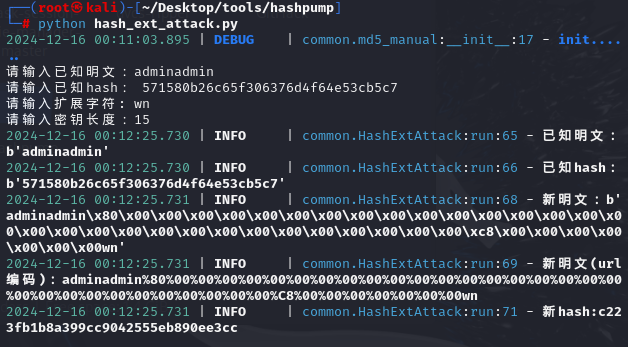 (root㉿kali)-[~/Desktop/tools/hashpump]
# python hash_ext_attack.py
2024-12-16 00:11:03.895 | DEBUG    | common.md5_manual:__init__:17 - init....
..
请输入已知明文：adminadmin
请输入已知hash： 571580b26c65f306376d4f64e53cb5c7
请输入扩展字符: wn
请输入密钥长度：15
2024-12-16 00:12:25.730 | INFO     | common.HashExtAttack:run:65 - 已知明文：
b'adminadmin'
2024-12-16 00:12:25.730 | INFO     | common.HashExtAttack:run:66 - 已知hash：
b'571580b26c65f306376d4f64e53cb5c7'
2024-12-16 00:12:25.731 | INFO     | common.HashExtAttack:run:68 - 新明文：b'
adminadmin\x80\x00\x00\x00\x00\x00\x00\x00\x00\x00\x00\x00\x00\x00\x00\x0
0\x00\x00\x00\x00\x00\x00\x00\x00\x00\x00\x00\x00\x00\x00\xc8\x00\x00\x00\x00
\x00\x00\x00wn'
2024-12-16 00:12:25.731 | INFO     | common.HashExtAttack:run:69 - 新明文(url
编码)：adminadmin%80%00%00%00%00%00%00%00%00%00%00%00%00%00%00%00%00%00%00%00
%00%00%00%00%00%00%00%00%00%00%00%C8%00%00%00%00%00%00%00wn
2024-12-16 00:12:25.731 | INFO     | common.HashExtAttack:run:71 - 新hash:c22
3fb1b8a399cc9042555eb890ee3cc